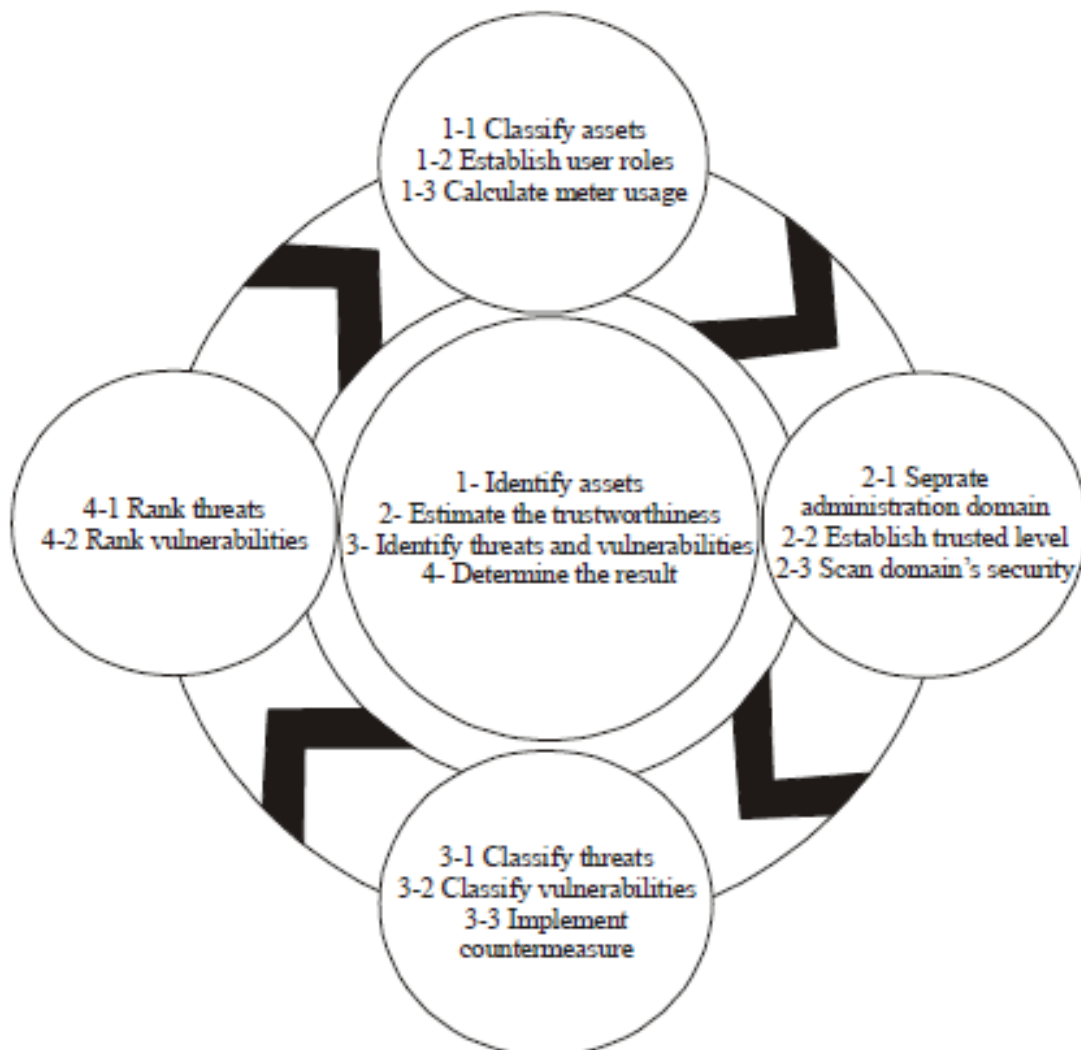 1-1 Classify assets
1-2 Establish user roles
1-3 Calculate meter usage
1- Identify assets
2- Estimate the trustworthiness
3- Identify threats and vulnerabilities
4- Determine the result
2-1 Seprate
administration domain
2-2 Establish trusted level
2-3 Scan domain’s security
4-1 Rank threats
4-2 Rank vulnerabilities
3-1 Classify threats
3-2 Classify vulnerabilities
3-3 Implement
countermeasure